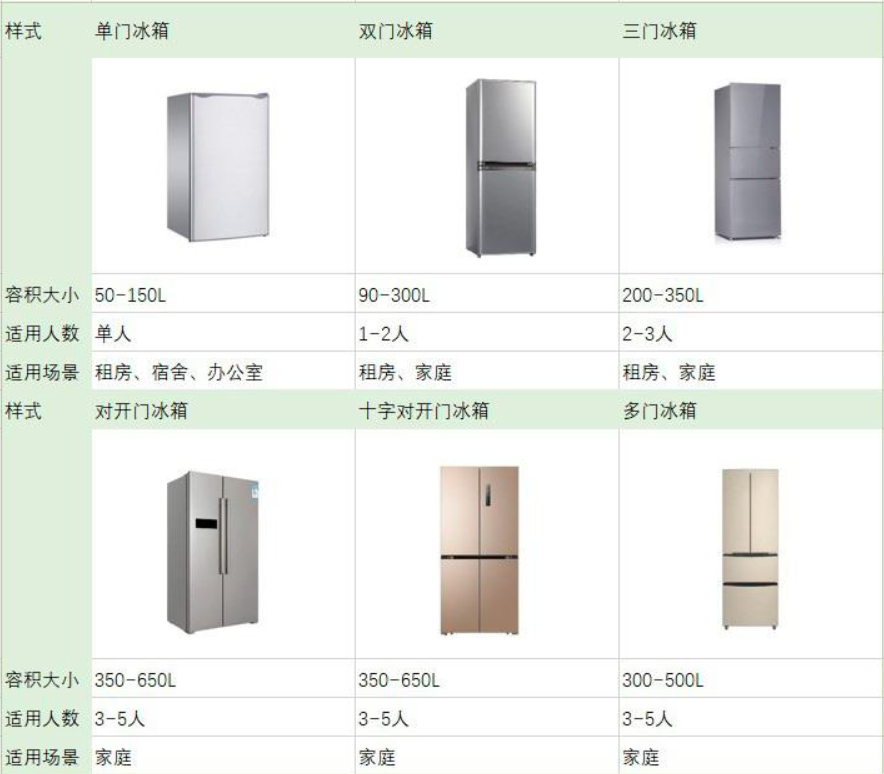 样式 单门冰箱 双门冰箱 三门冰箱
容积大小 50-150L 90-300L 200-350L
适用人数 单人 1-2人 2-3人
适用场景 租房、宿舍、办公室 租房、家庭 租房、家庭
样式 对开门冰箱 十字对开门冰箱 多门冰箱
容积大小 350-650L 350-650L 300-500L
适用人数 3-5人 3-5人 3-5人
适用场景 家庭 家庭 家庭